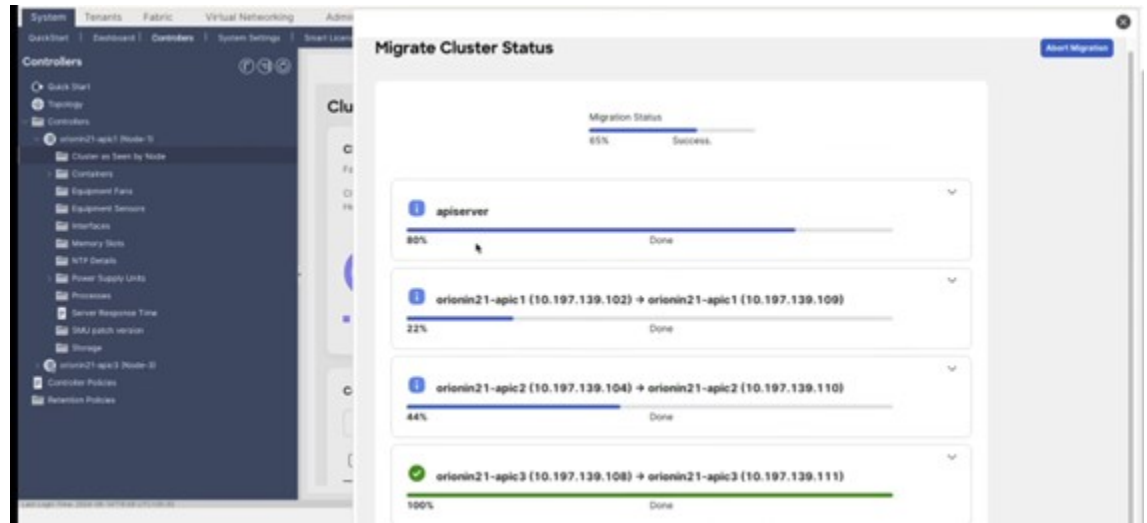 System Tenants Fabric Virtual Networking Admi
QuickStart | Dashboard | Controllers | System Settings | Smart Licens
Controllers
Quick Start
Topology
Controllers
orionin21-apic1 (Node-1)
Cluster as Seen by Node
Containers
Equipment Fans
Equipment Sensors
Interfaces
Memory Slots
NTP Details
Power Supply Units
Processes
Server Response Time
SMU patch version
Storage
orionin21-apic3 (Node-3)
Controller Policies
Retention Policies
Clu
Migrate Cluster Status
Abort Migration
Migration Status
65% Success.
apiserver
80% Done
orionin21-apic1 (10.197.139.102) → orionin21-apic1 (10.197.139.109)
22% Done
orionin21-apic2 (10.197.139.104) → orionin21-apic2 (10.197.139.110)
44% Done
orionin21-apic3 (10.197.139.108) → orionin21-apic3 (10.197.139.111)
100% Done